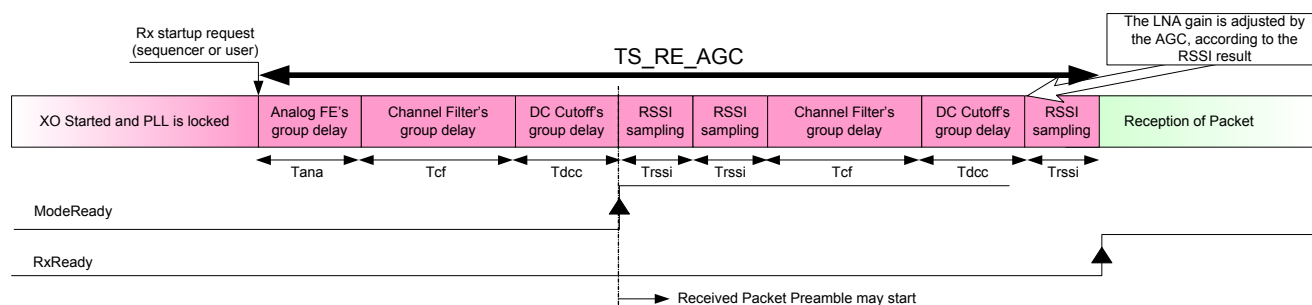 Rx startup request
(sequencer or user)
TS_RE_AGC
The LNA gain is adjusted by
the AGC, according to the
RSSI result
XO Started and PLL is locked
Analog FE's
group delay
Channel Filter's
group delay
DC Cutoff's
group delay
RSSI
sampling
RSSI
sampling
Channel Filter's
group delay
DC Cutoff's
group delay
RSSI
sampling
Reception of Packet
Tana
Tcf
Tdcc
Trssi
Trssi
Tcf
Tdcc
Trssi
ModeReady
RxReady
Received Packet Preamble may start